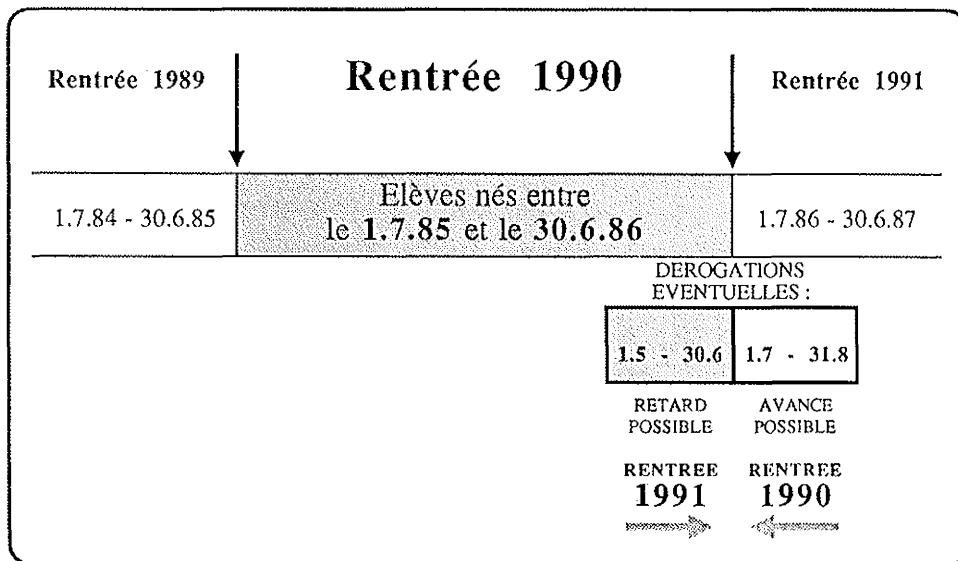 Rentrée 1989
Rentrée 1990
Rentrée 1991
1.7.84 - 30.6.85
Elèves nés entre
le 1.7.85 et le 30.6.86
1.7.86 - 30.6.87
DEROGATIONS
EVENTUELLES :
1.5 - 30.6
1.7 - 31.8
RETARD
POSSIBLE
AVANCE
POSSIBLE
RENTREE
1991
RENTREE
1990